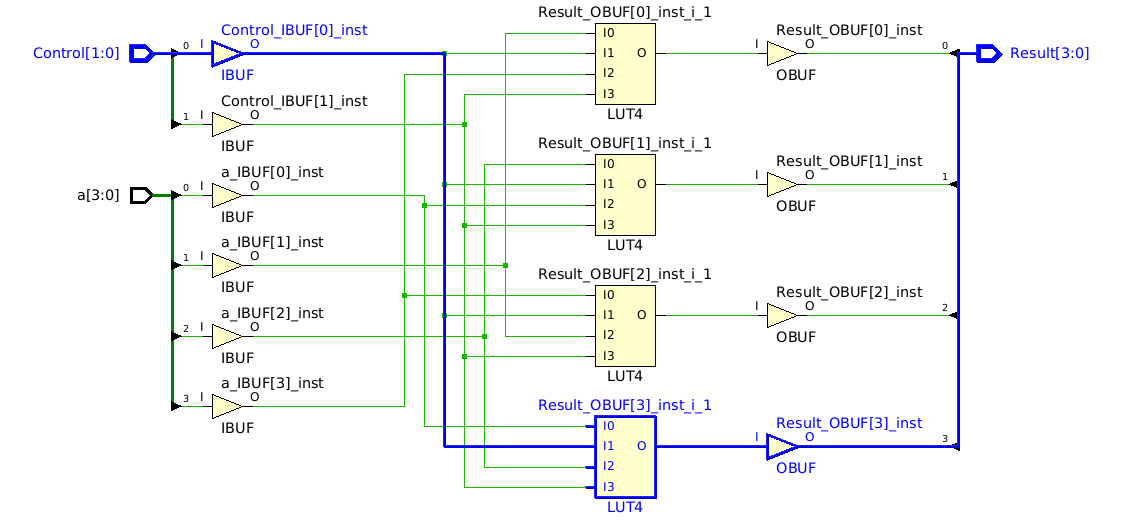 Control[1:0]
0
I
Control_IBUF[0]_inst
O
IBUF
1
I
Control_IBUF[1]_inst
O
IBUF
a[3:0]
0
I
a_IBUF[0]_inst
O
IBUF
1
I
a_IBUF[1]_inst
O
IBUF
2
I
a_IBUF[2]_inst
O
IBUF
3
I
a_IBUF[3]_inst
O
IBUF
Result_OBUF[0]_inst_i_1
I0
I1
I2
I3
O
LUT4
Result_OBUF[1]_inst_i_1
I0
I1
I2
I3
O
LUT4
Result_OBUF[2]_inst_i_1
I0
I1
I2
I3
O
LUT4
Result_OBUF[3]_inst_i_1
I0
I1
I2
I3
O
LUT4
Result_OBUF[0]_inst
I
O
OBUF
0
Result_OBUF[1]_inst
I
O
OBUF
1
Result_OBUF[2]_inst
I
O
OBUF
2
Result_OBUF[3]_inst
I
O
OBUF
3
Result[3:0]